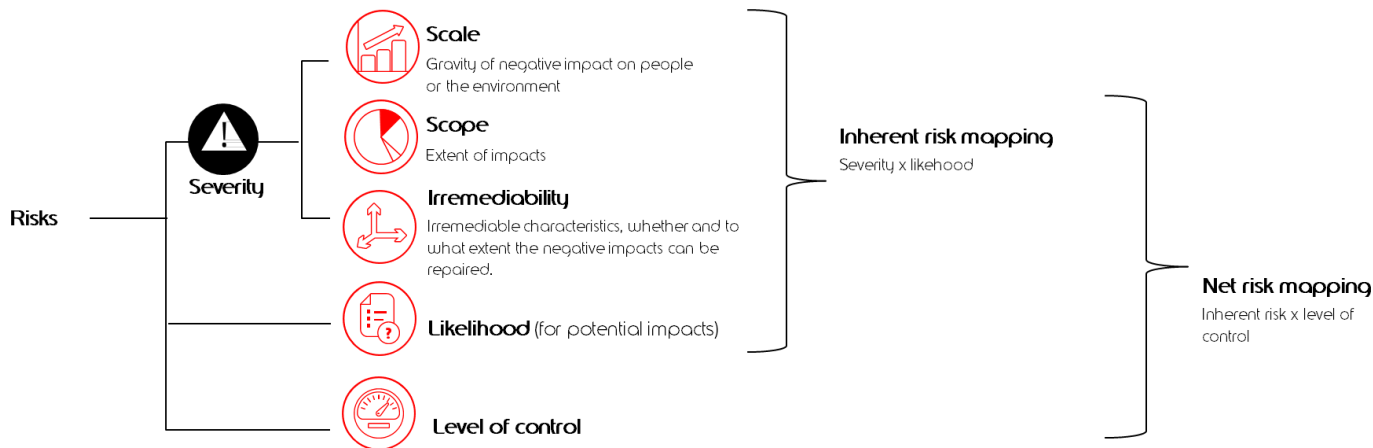 Risks
Severity
Scale
Gravity of negative impact on people
or the environment
Scope
Extent of impacts
Irremediability
Irremediable characteristics, whether and to
what extent the negative impacts can be
repaired.
?
Likelihood (for potential impacts)
Level of control
Inherent risk mapping
Severity x likehood
Net risk mapping
Inherent risk x level of
control